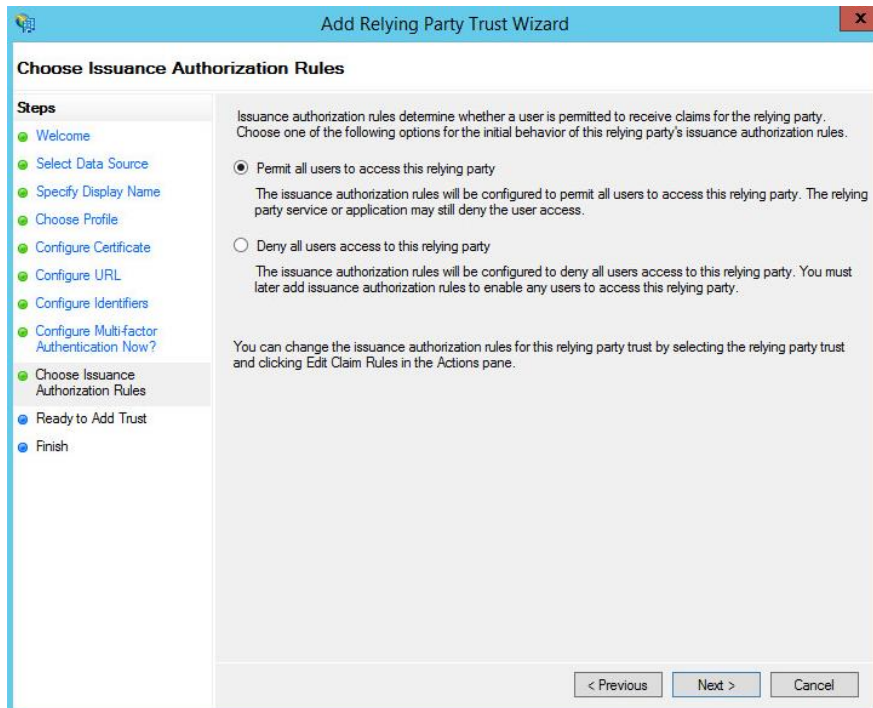 Add Relying Party Trust Wizard
x
Choose Issuance Authorization Rules
Steps
Welcome
Select Data Source
Specify Display Name
Choose Profile
Configure Certificate
Configure URL
Configure Identifiers
Configure Multi-factor
Authentication Now?
Choose Issuance
Authorization Rules
Ready to Add Trust
Finish
Issuance authorization rules determine whether a user is permitted to receive claims for the relying party.
Choose one of the following options for the initial behavior of this relying party's issuance authorization rules.
Permit all users to access this relying party
The issuance authorization rules will be configured to permit all users to access this relying party. The relying
party service or application may still deny the user access.
Deny all users access to this relying party
The issuance authorization rules will be configured to deny all users access to this relying party. You must
later add issuance authorization rules to enable any users to access this relying party.
You can change the issuance authorization rules for this relying party trust by selecting the relying party trust
and clicking Edit Claim Rules in the Actions pane.
< Previous
Next >
Cancel